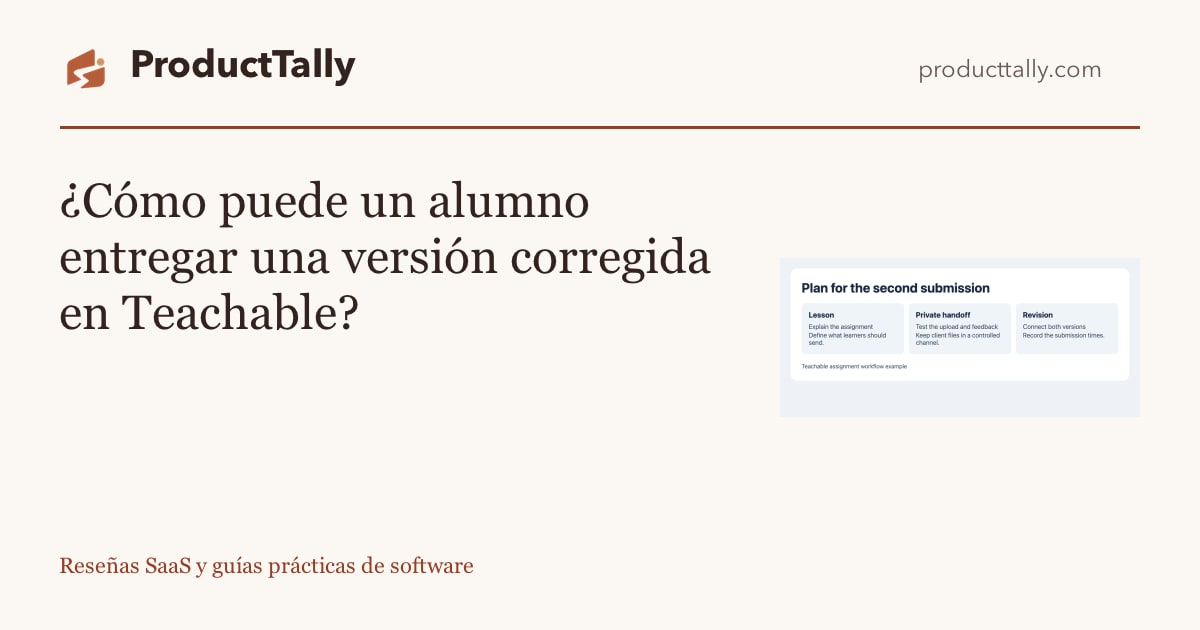 ProductTally
producttally.com
¿Cómo puede un alumno
entregar una versión corregida
en Teachable?
Plan for the second submission
Lesson
Explain the assignment
Define what learners should
send.
Private handoff
Test the upload and feedback
Keep client files in a controlled
channel.
Revision
Connect both versions
Record the submission times.
Teachable assignment workflow example
Reseñas SaaS y guías prácticas de software